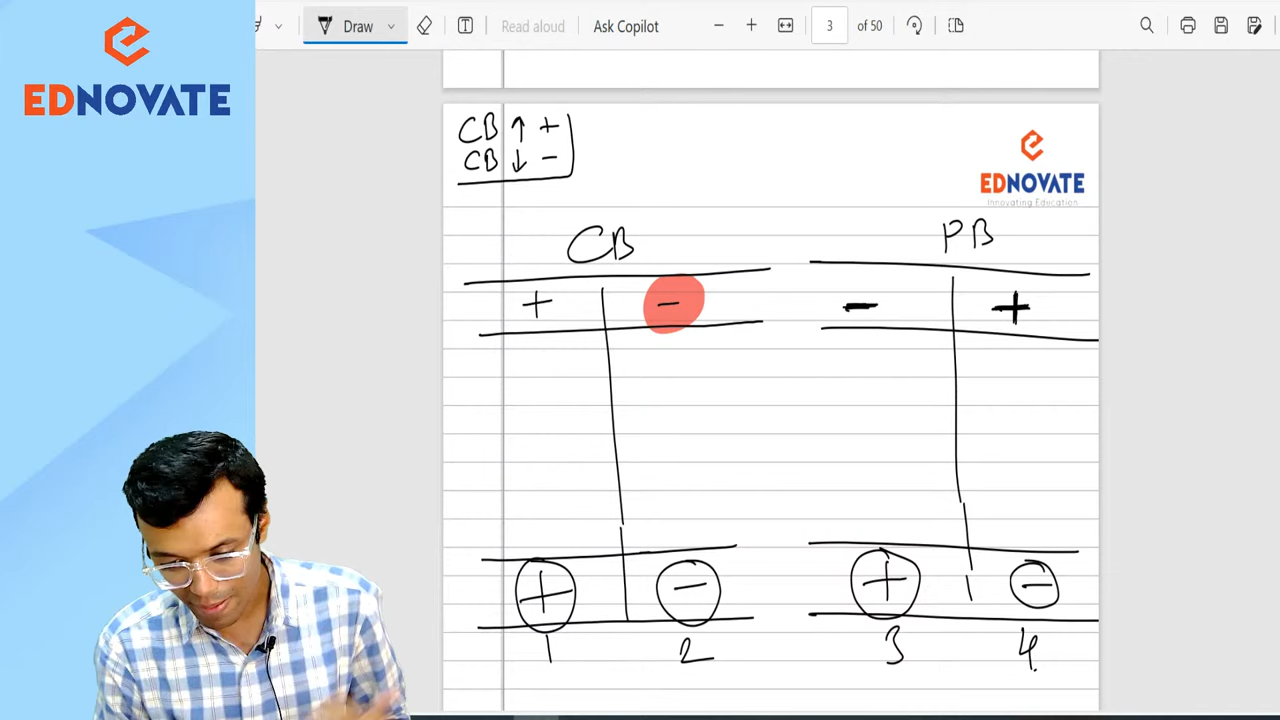 EDNOVATE
Draw
Read aloud
Ask Copilot
3
of 50
CB ↑ +
CB ↓ -
EDNOVATE
Innovating Education
CB
PB
+ -
- +
+ -
+ -
1 2
3 4